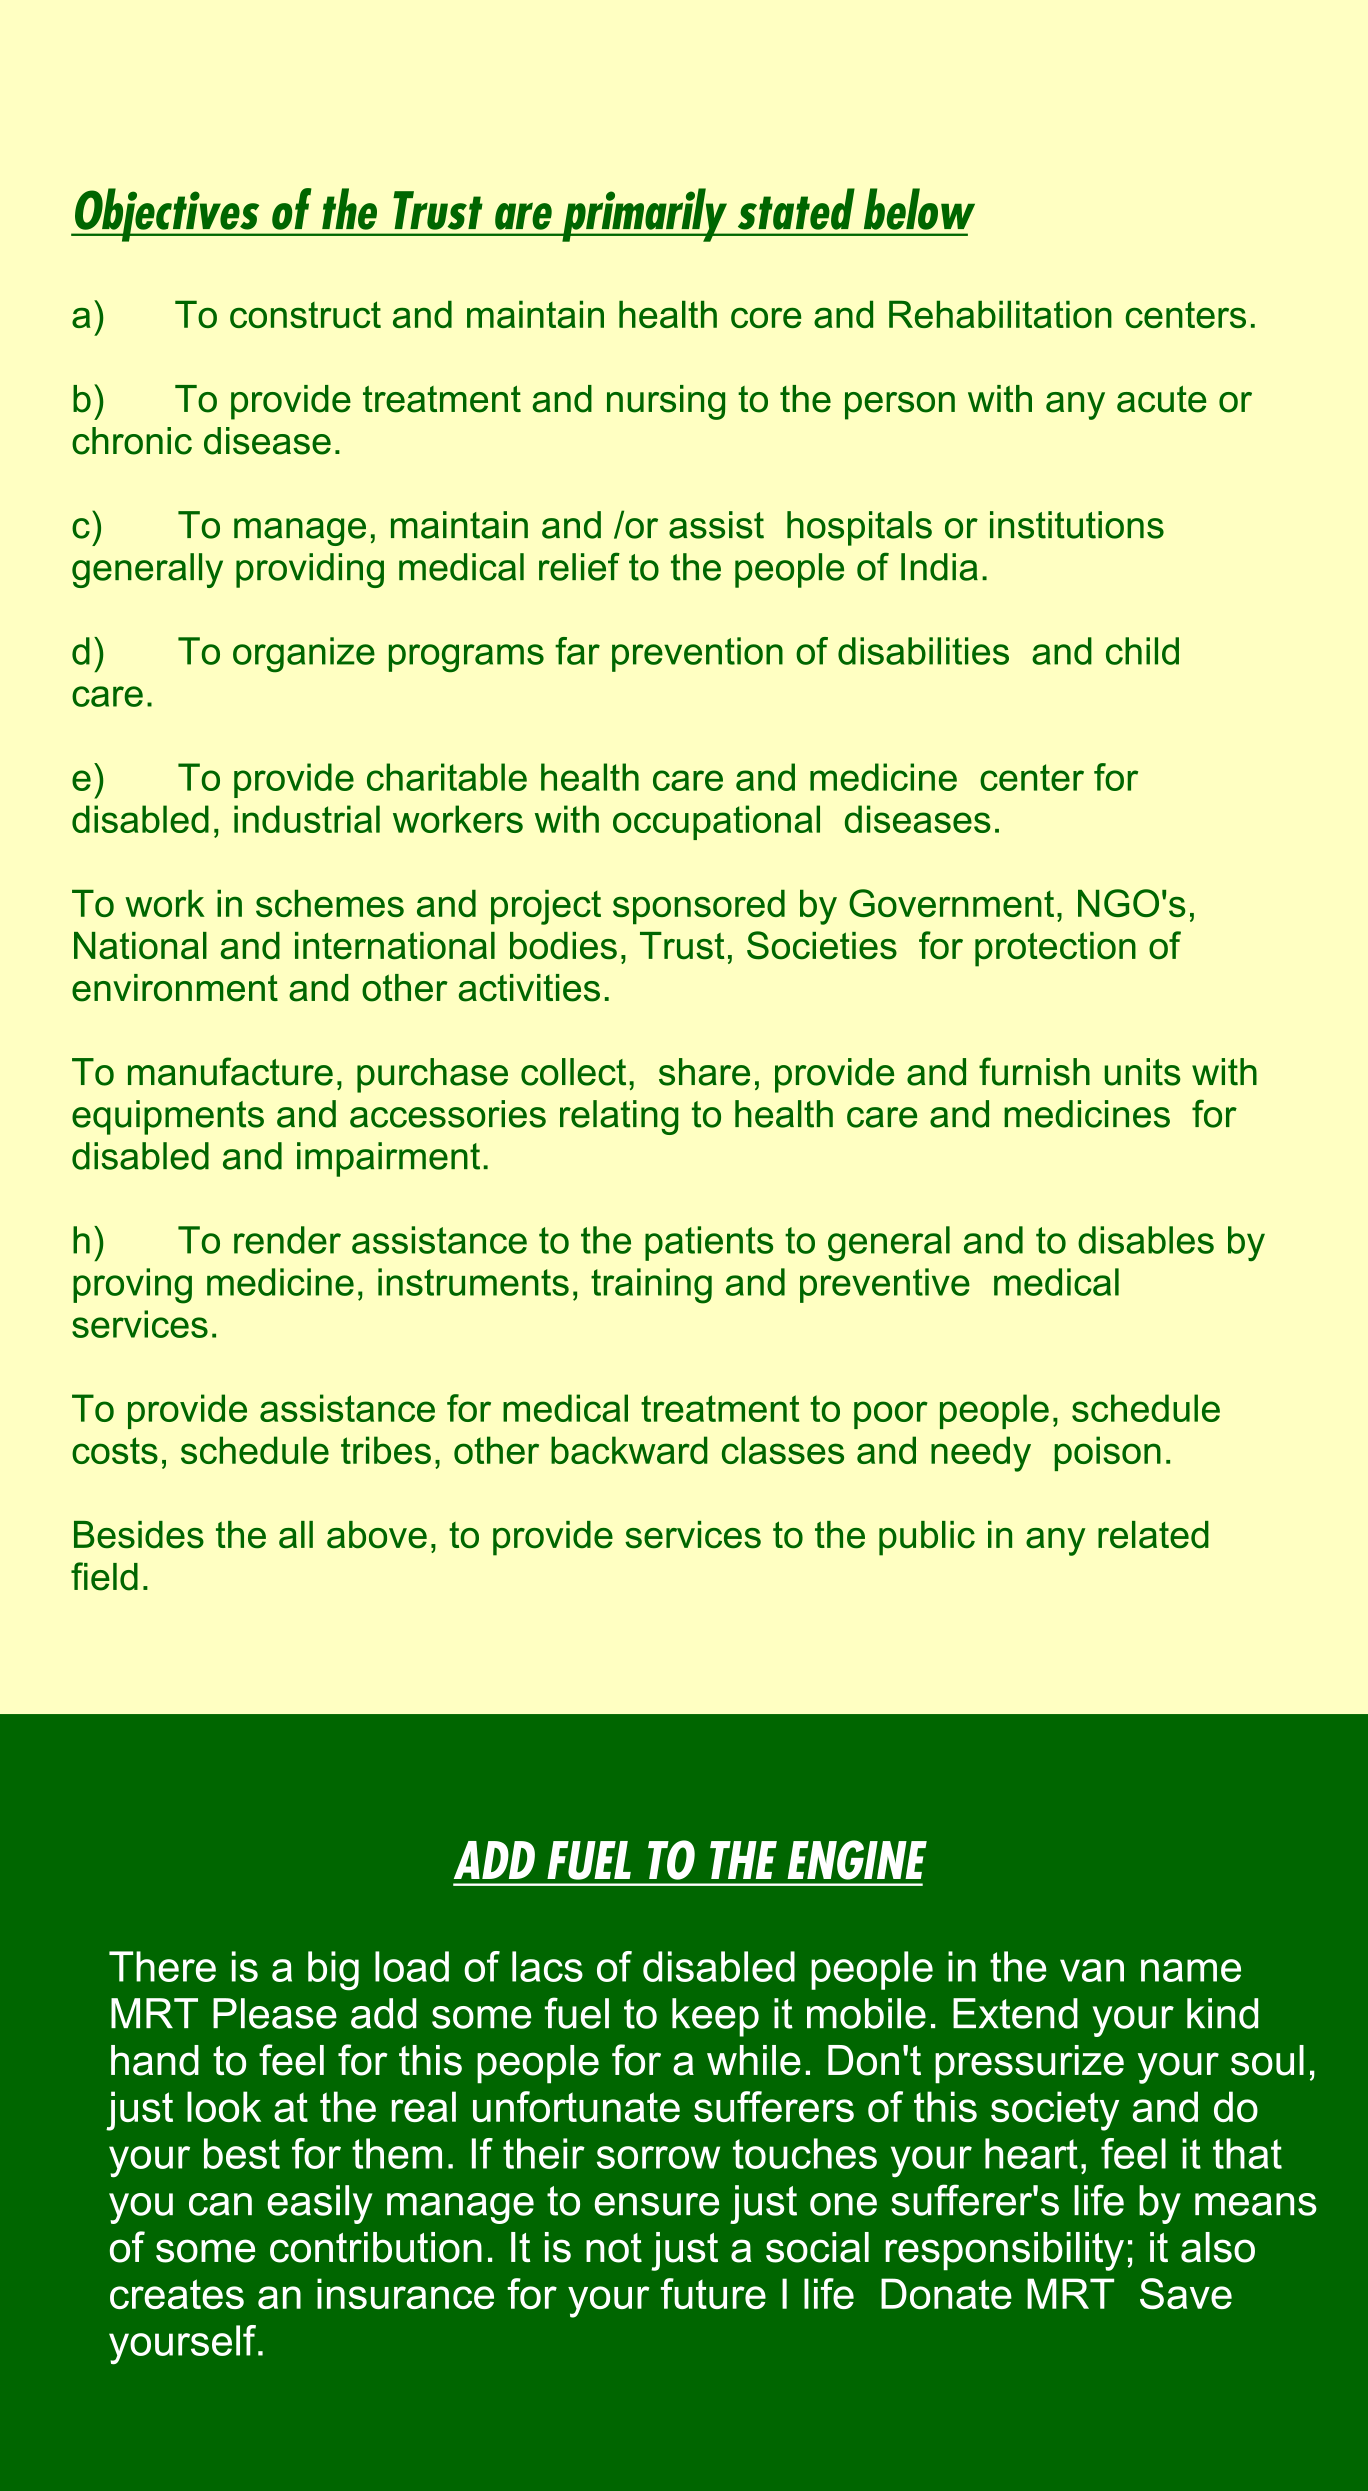 Objectives of the Trust are primarily stated below
a) To construct and maintain health core and Rehabilitation centers.
b) To provide treatment and nursing to the person with any acute or
chronic disease.
c) To manage, maintain and /or assist hospitals or institutions
generally providing medical relief to the people of India.
d) To organize programs far prevention of disabilities and child
care.
e) To provide charitable health care and medicine center for
disabled, industrial workers with occupational diseases.
To work in schemes and project sponsored by Government, NGO's,
National and international bodies, Trust, Societies for protection of
environment and other activities.
To manufacture, purchase collect, share, provide and furnish units with
equipments and accessories relating to health care and medicines for
disabled and impairment.
h) To render assistance to the patients to general and to disables by
proving medicine, instruments, training and preventive medical
services.
To provide assistance for medical treatment to poor people, schedule
costs, schedule tribes, other backward classes and needy poison.
Besides the all above, to provide services to the public in any related
field.
ADD FUEL TO THE ENGINE
There is a big load of lacs of disabled people in the van name
MRT Please add some fuel to keep it mobile. Extend your kind
hand to feel for this people for a while. Don't pressurize your soul,
just look at the real unfortunate sufferers of this society and do
your best for them. If their sorrow touches your heart, feel it that
you can easily manage to ensure just one sufferer's life by means
of some contribution. It is not just a social responsibility; it also
creates an insurance for your future I life Donate MRT Save
yourself.